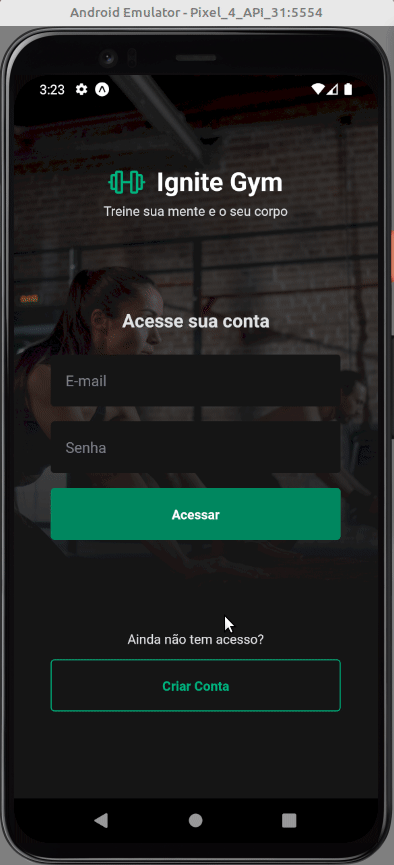 Android Emulator - Pixel_4_API_31:5554
3:23
Ignite Gym
Treine sua mente e o seu corpo
Acesse sua conta
E-mail
Senha
Acessar
Ainda não tem acesso?
Criar Conta